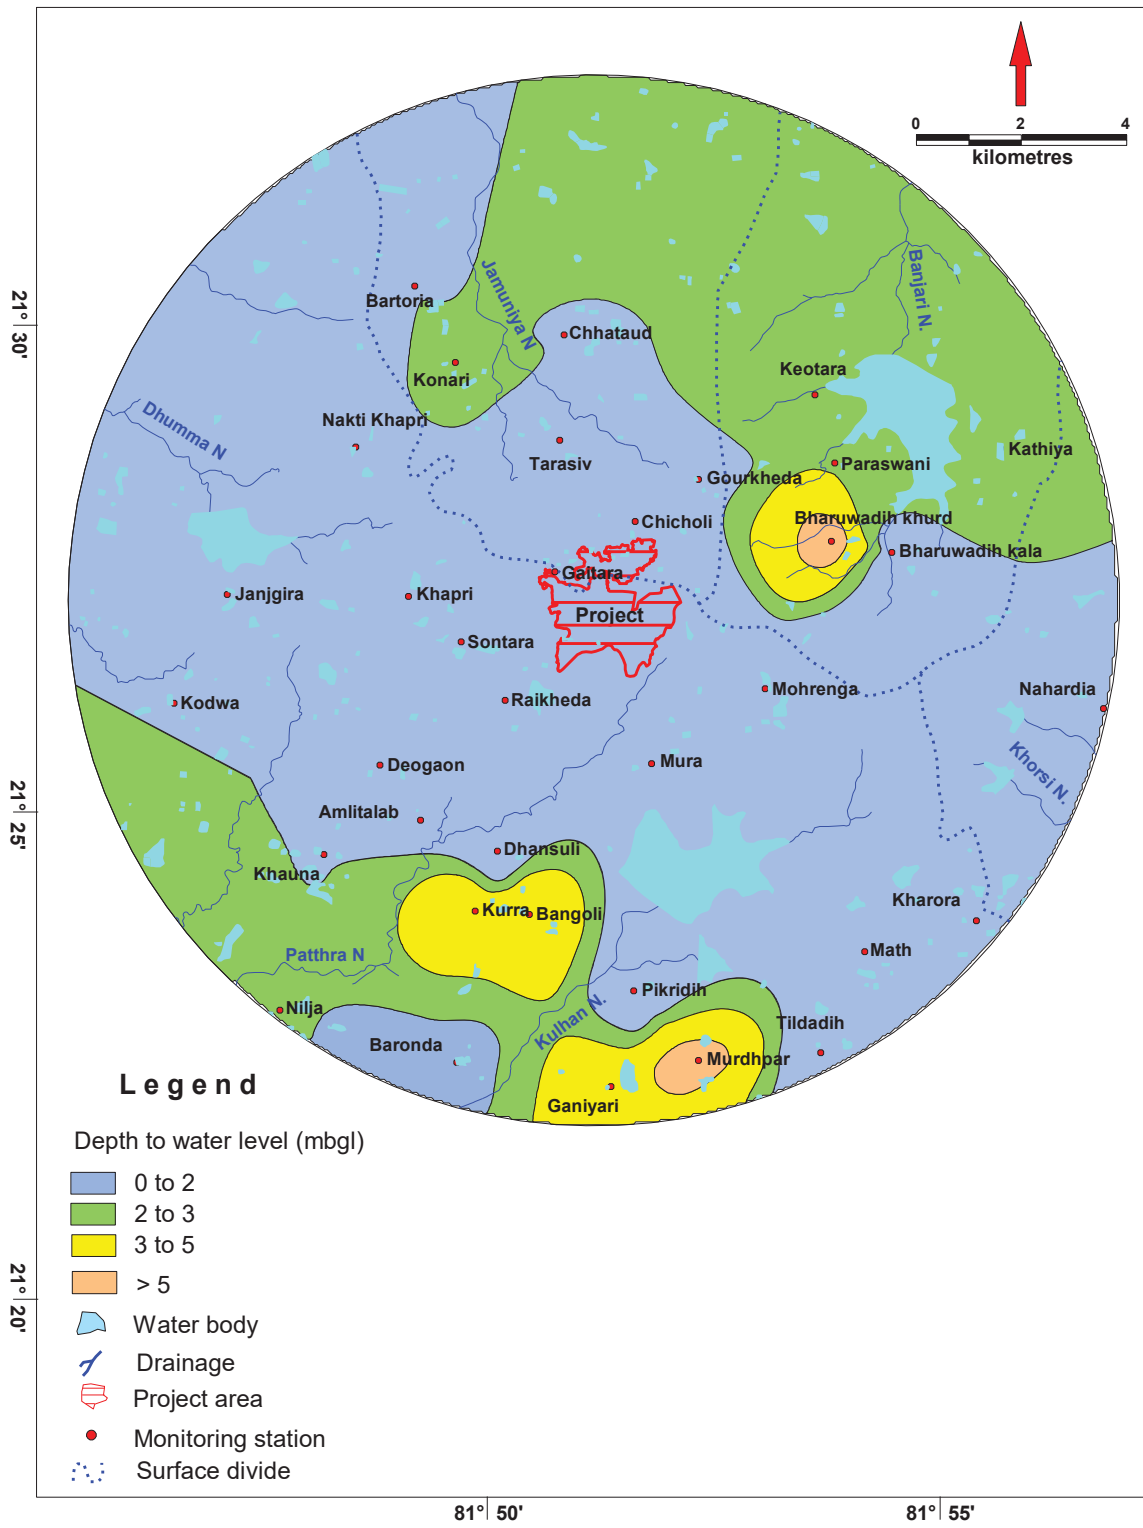 0 2 4
kilometres
Jamuniya N
Banjari N.
Bartoria
21° 30'
Chhataud
Konari
Keotara
Dhumma N
Nakti Khapri
Tarasiv
Kathiya
Paraswani
Gourkheda
Chicholi
Bharuwadih khurd
Bharuwadih kala
Gaitara
Janjgira
Khapri
Project
Sontara
Kodwa
Raikheda
Mohrenga
Nahardia
Deogaon
Mura
Khorsi N.
21° 25'
Amlitalab
Dhansuli
Khauna
Kharora
Kurra
Bangoli
Patthra N
Math
Pikridih
Nilja
Kulhan N.
Tildadih
Baronda
Murdhpar
Ganiyari
Legend
Depth to water level (mbgl)
0 to 2
2 to 3
3 to 5
> 5
21° 20'
Water body
Drainage
Project area
Monitoring station
Surface divide
81° 50'
81° 55'